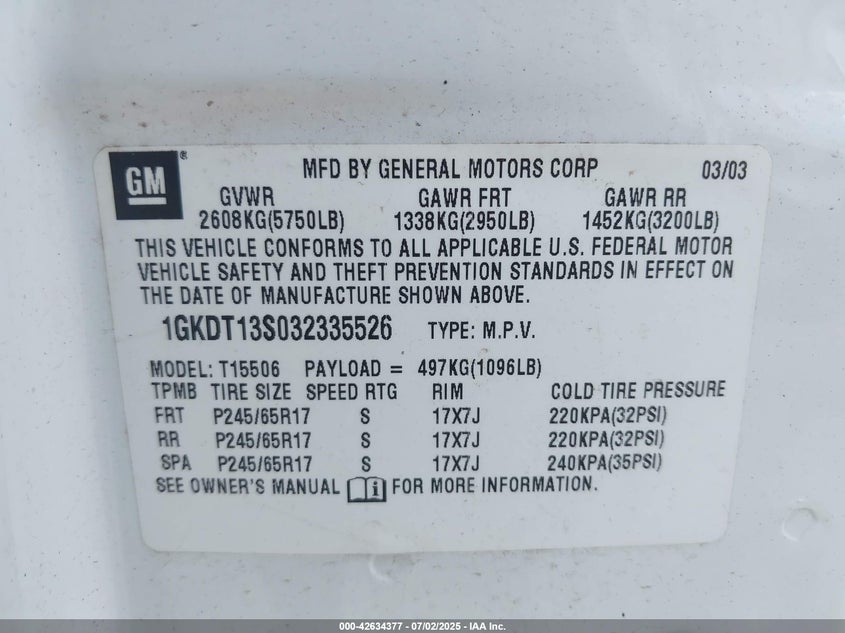 GM®
MFD BY GENERAL MOTORS CORP 03/03
GVWR GAWR FRT GAWR RR
2608KG(5750LB) 1338KG(2950LB) 1452KG(3200LB)
THIS VEHICLE CONFORMS TO ALL APPLICABLE U.S. FEDERAL MOTOR
VEHICLE SAFETY AND THEFT PREVENTION STANDARDS IN EFFECT ON
THE DATE OF MANUFACTURE SHOWN ABOVE.
1GKDT13S032335526 TYPE: M.P.V.
MODEL: T15506 PAYLOAD = 497KG(1096LB)
TPMB TIRE SIZE SPEED RTG RIM COLD TIRE PRESSURE
FRT P245/65R17 S 17X7J 220KPA(32PSI)
RR P245/65R17 S 17X7J 220KPA(32PSI)
SPA P245/65R17 S 17X7J 240KPA(35PSI)
SEE OWNER'S MANUAL i FOR MORE INFORMATION.
000-42634377 - 07/02/2025 - IAA Inc.